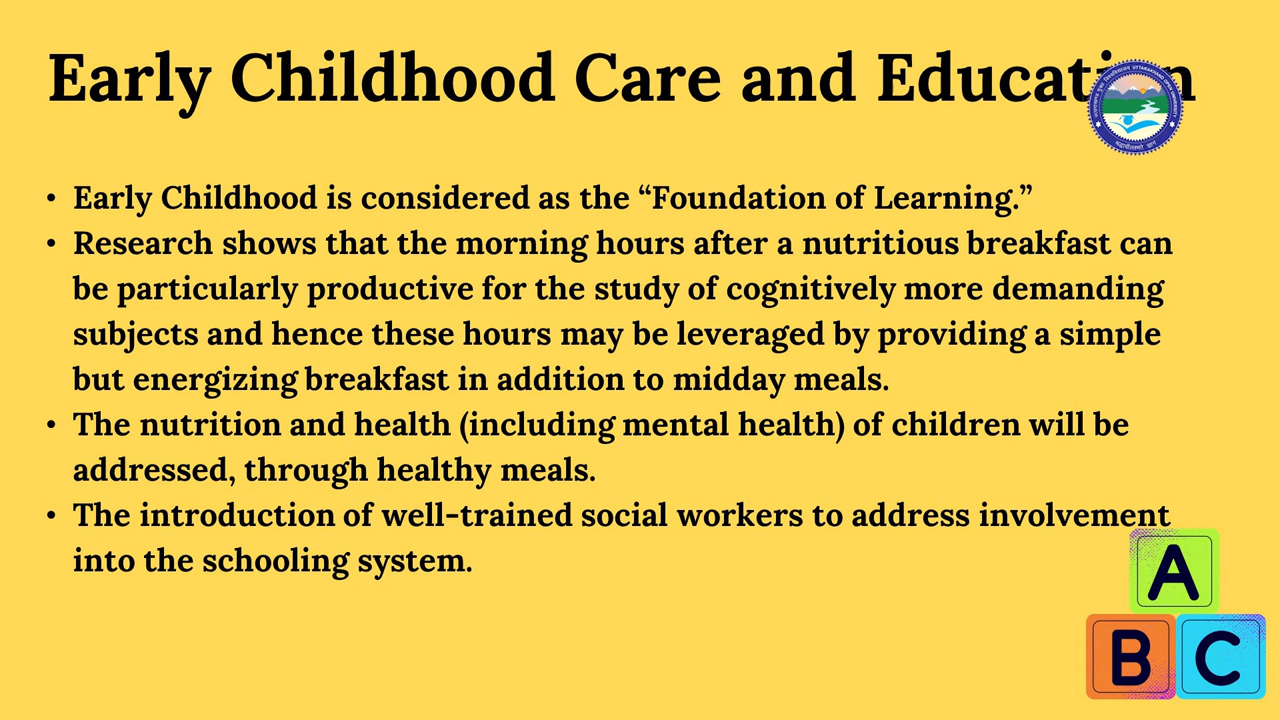 Early Childhood Care and Education
• Early Childhood is considered as the “Foundation of Learning.”
• Research shows that the morning hours after a nutritious breakfast can
be particularly productive for the study of cognitively more demanding
subjects and hence these hours may be leveraged by providing a simple
but energizing breakfast in addition to midday meals.
• The nutrition and health (including mental health) of children will be
addressed, through healthy meals.
• The introduction of well-trained social workers to address involvement
into the schooling system.
A
B C